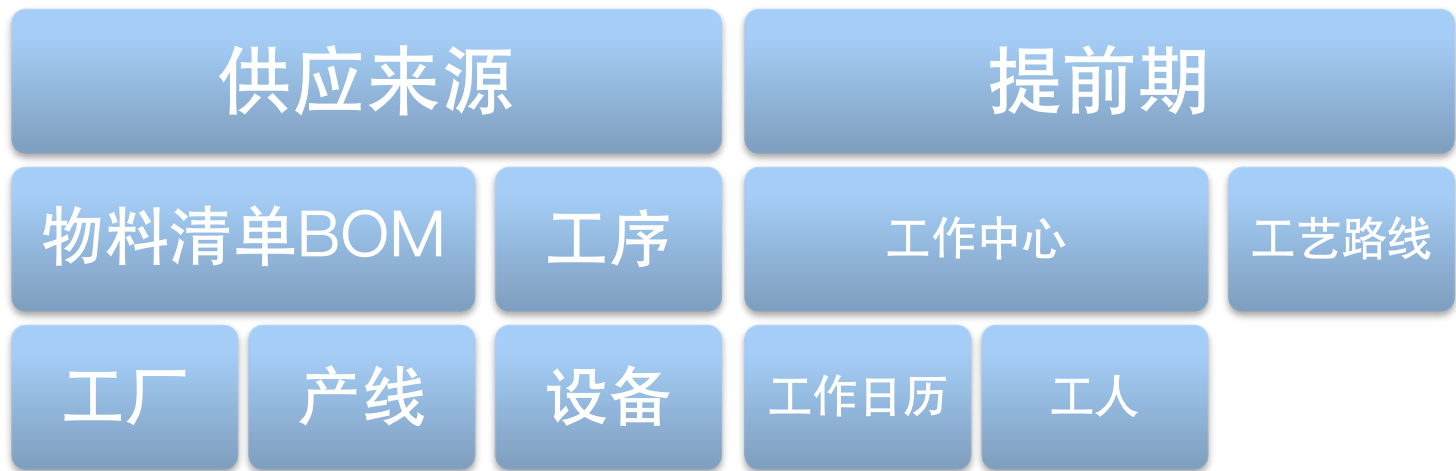 供应来源
提前期
物料清单BOM
工序
工作中心
工艺路线
工厂
产线
设备
工作日历
工人